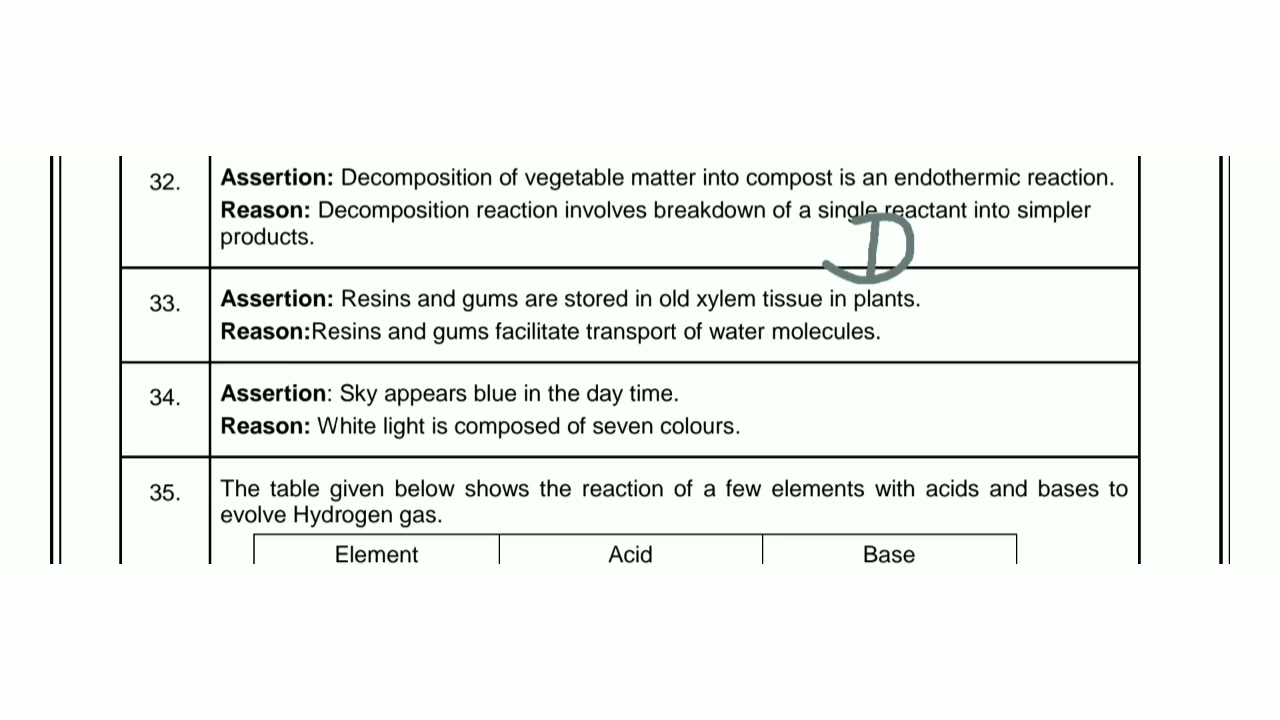 32. Assertion: Decomposition of vegetable matter into compost is an endothermic reaction.
Reason: Decomposition reaction involves breakdown of a single reactant into simpler
products.
D
33. Assertion: Resins and gums are stored in old xylem tissue in plants.
Reason:Resins and gums facilitate transport of water molecules.
34. Assertion: Sky appears blue in the day time.
Reason: White light is composed of seven colours.
35. The table given below shows the reaction of a few elements with acids and bases to
evolve Hydrogen gas.
Element Acid Base